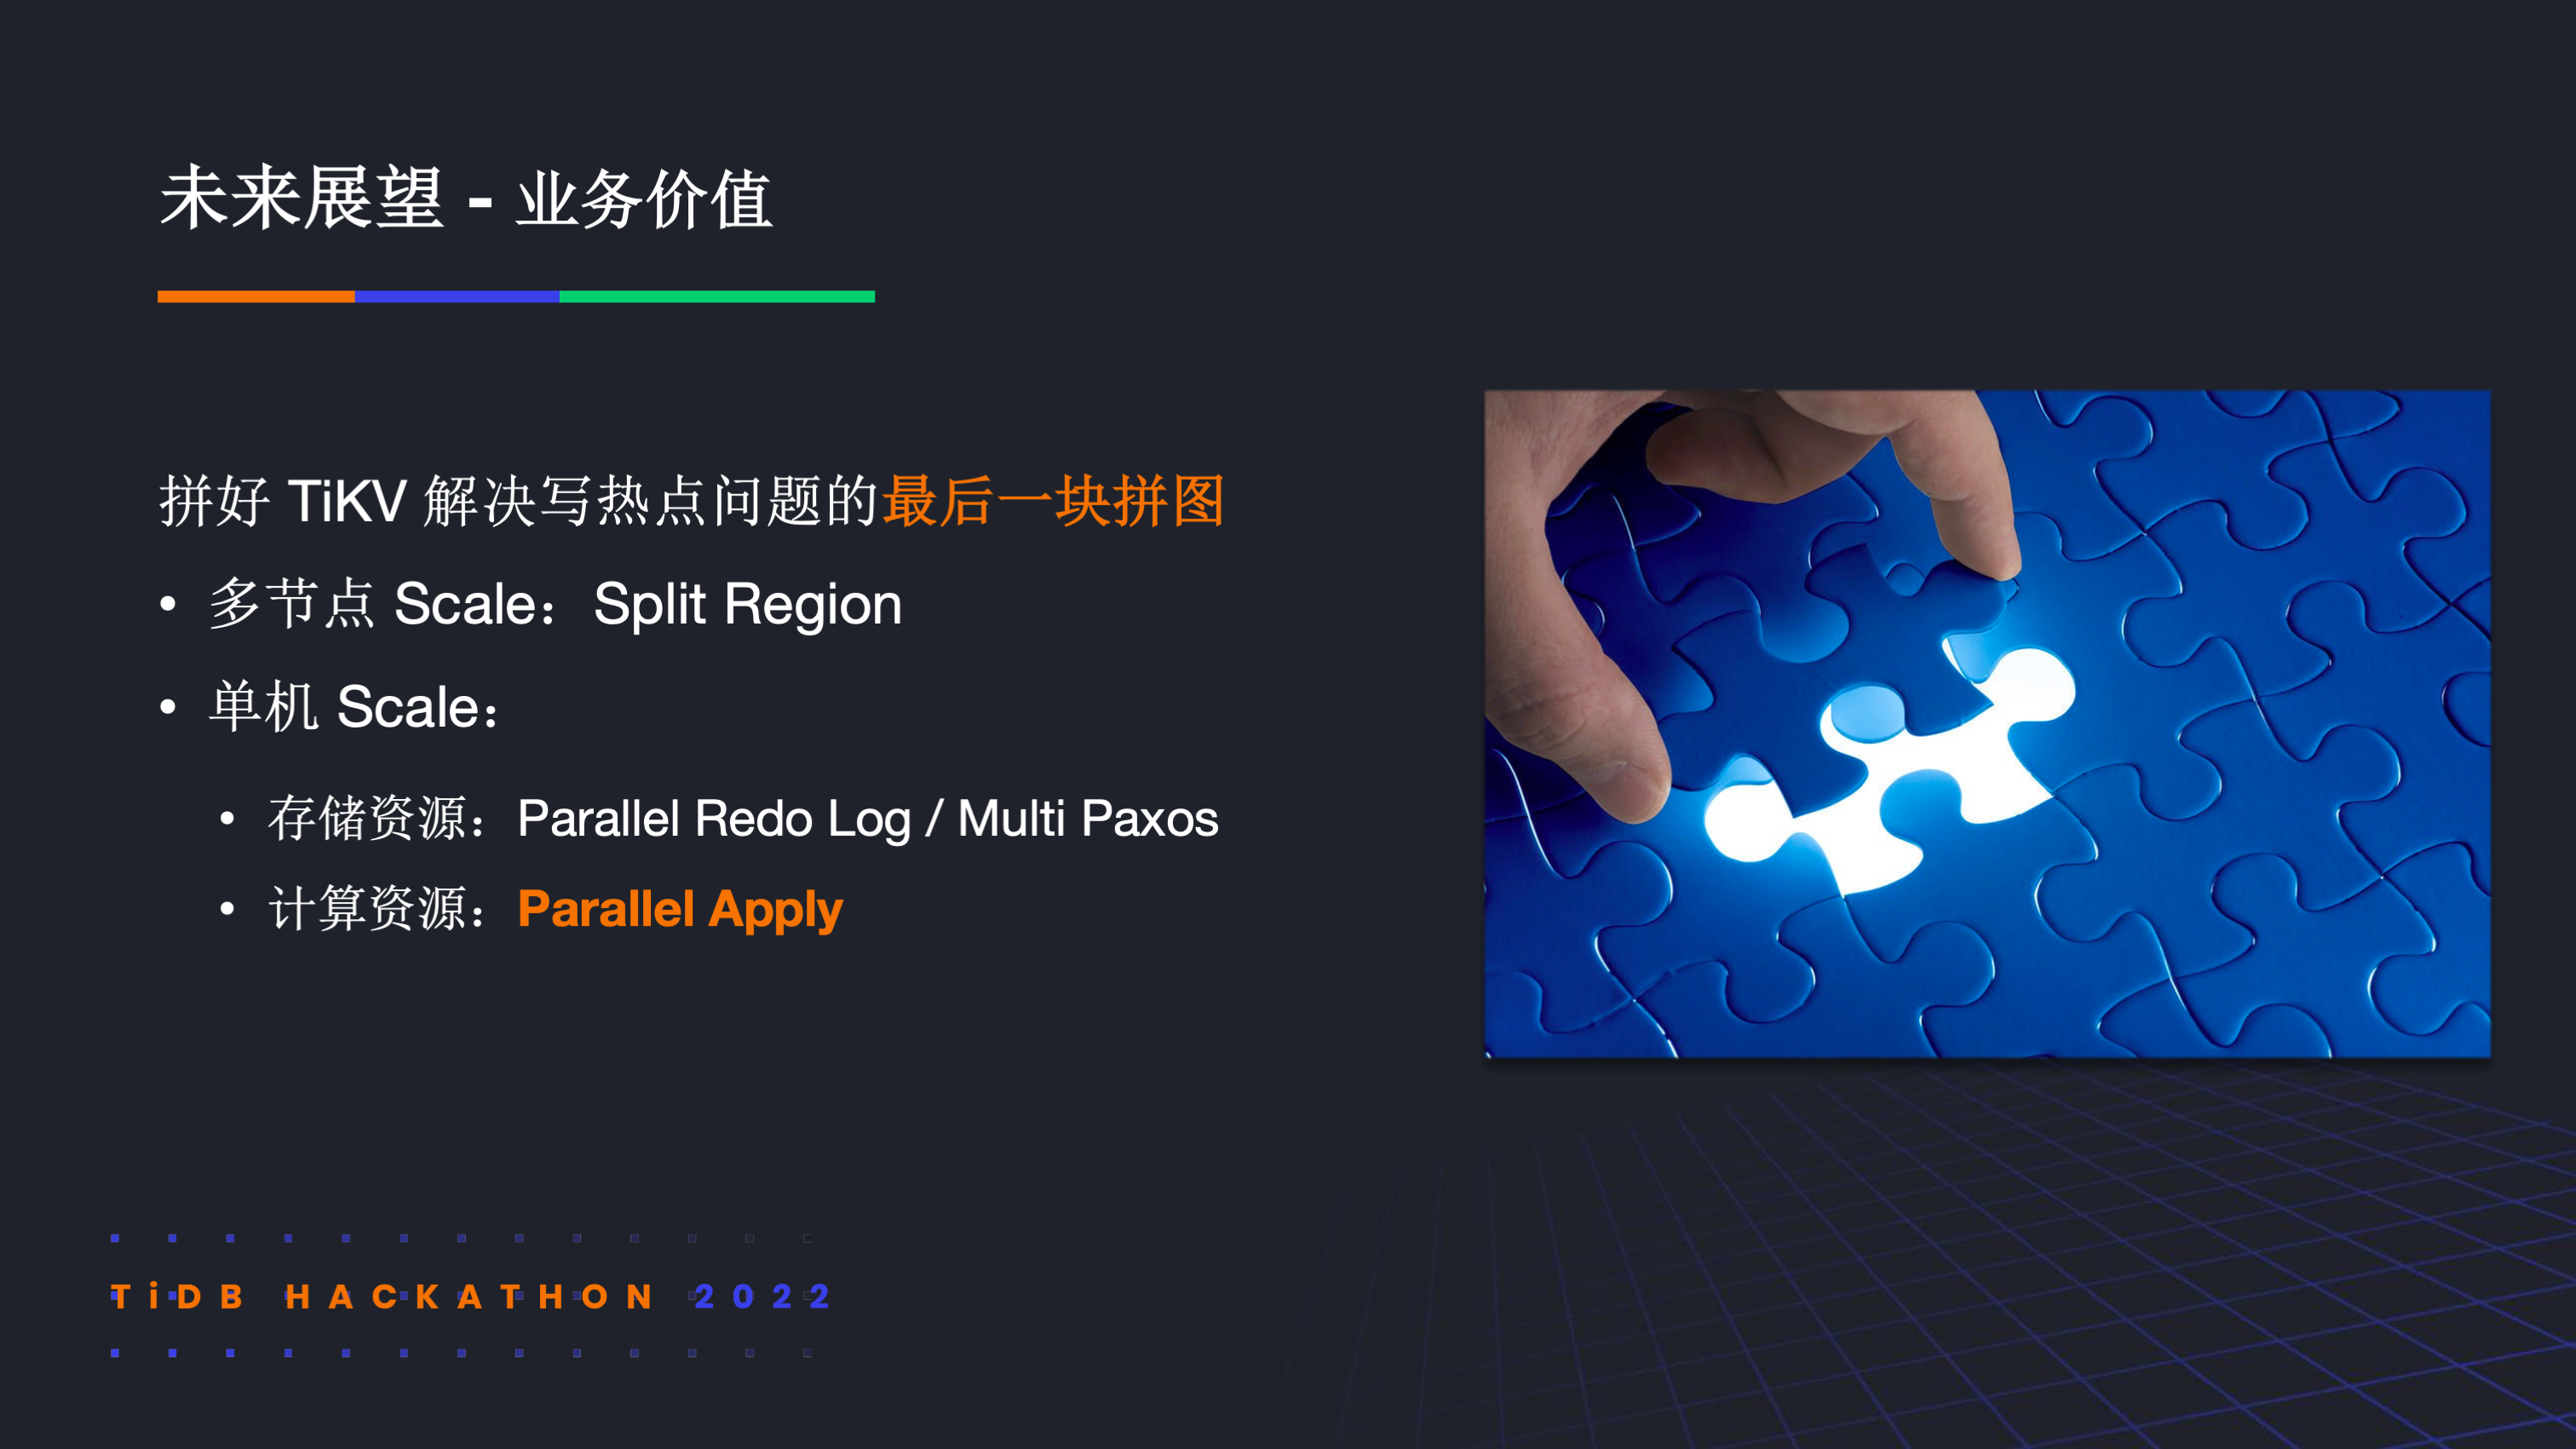 未来展望 - 业务价值
拼好 TiKV 解决写热点问题的最后一块拼图
• 多节点 Scale：Split Region
• 单机 Scale：
• 存储资源：Parallel Redo Log / Multi Paxos
• 计算资源：Parallel Apply
TiDB HACKATHON 2022